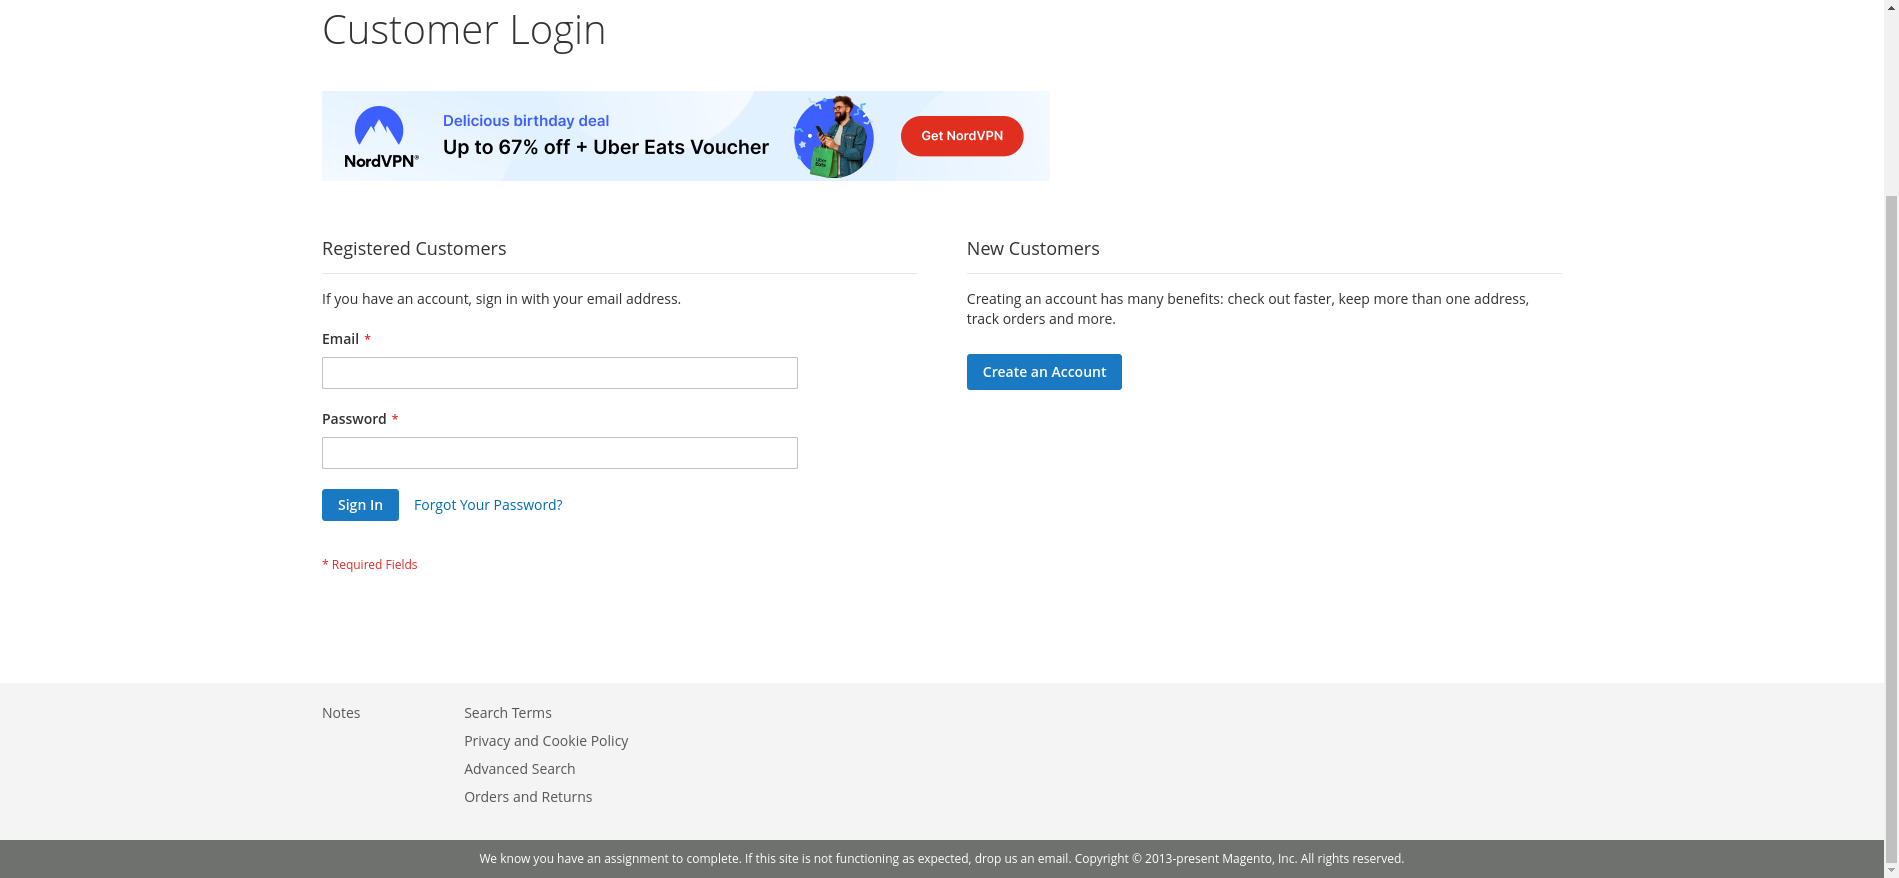 Customer Login
NordVPN®
Delicious birthday deal
Up to 67% off + Uber Eats Voucher
Uber
Eats
Get NordVPN
Registered Customers
If you have an account, sign in with your email address.
Email *
Password *
Sign In
Forgot Your Password?
* Required Fields
New Customers
Creating an account has many benefits: check out faster, keep more than one address,
track orders and more.
Create an Account
Notes
Search Terms
Privacy and Cookie Policy
Advanced Search
Orders and Returns
We know you have an assignment to complete. If this site is not functioning as expected, drop us an email. Copyright © 2013-present Magento, Inc. All rights reserved.